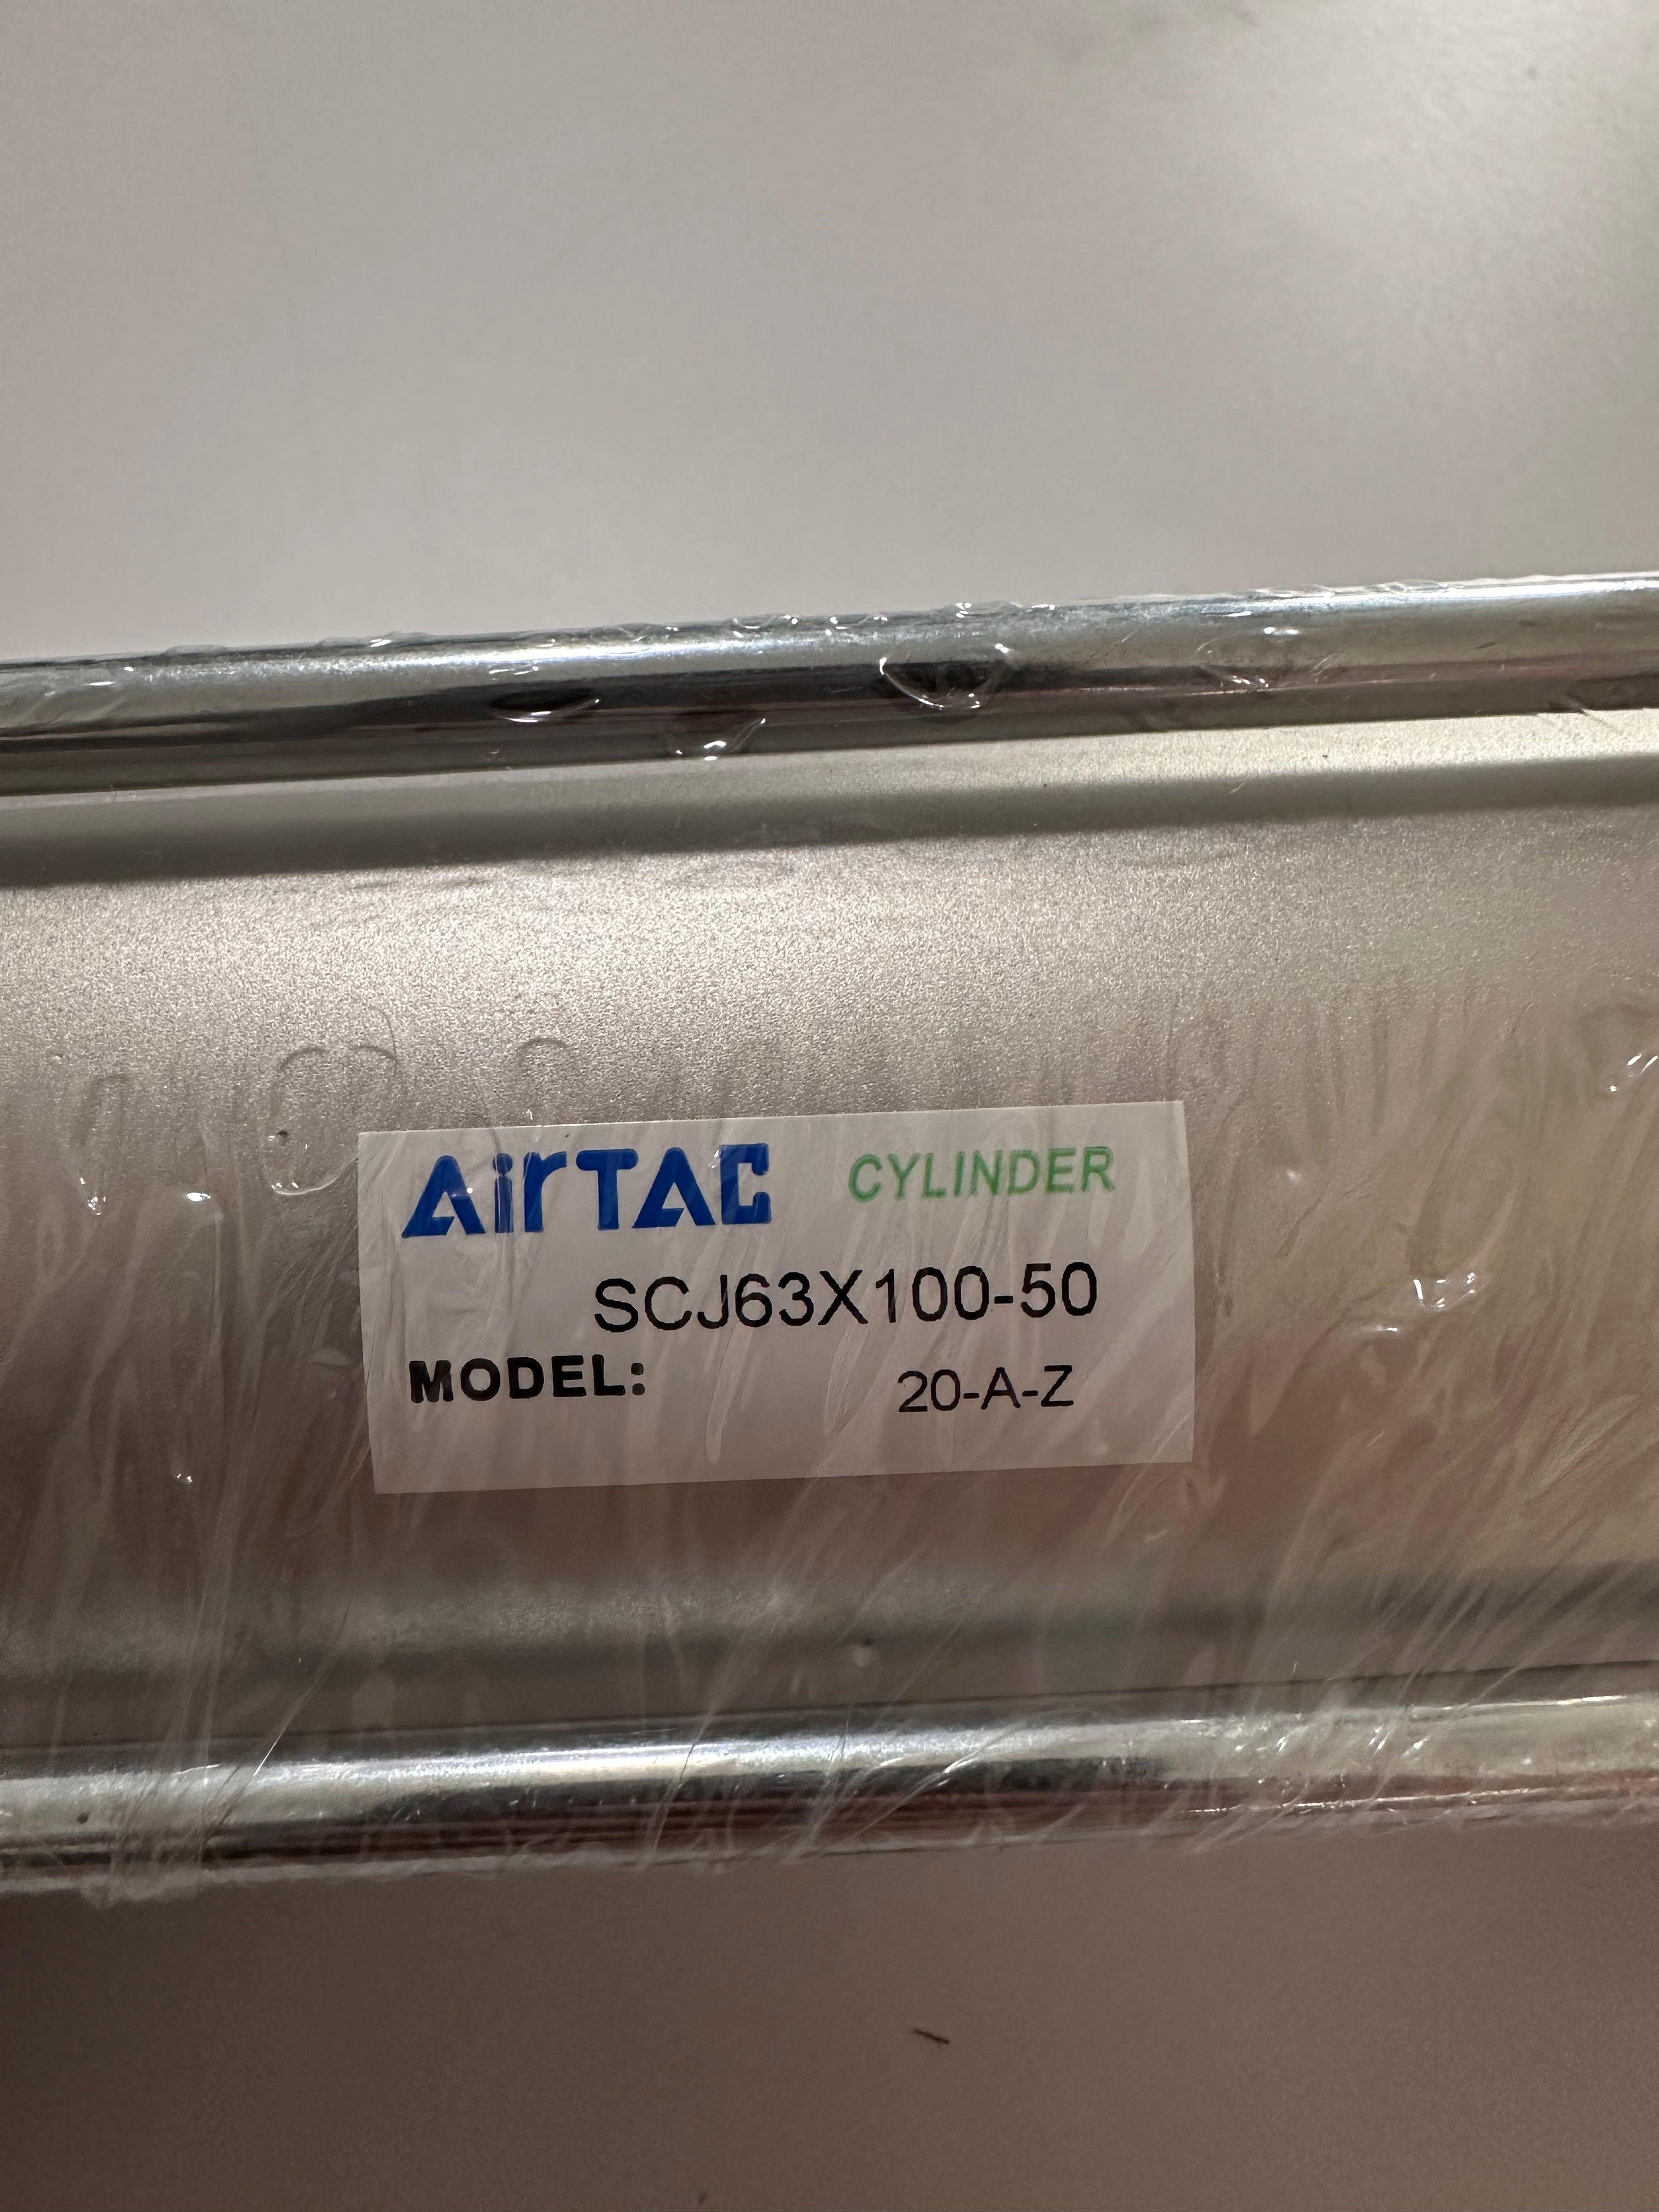 AirTAC CYLINDER
SCJ63X100-50
MODEL:
20-A-Z